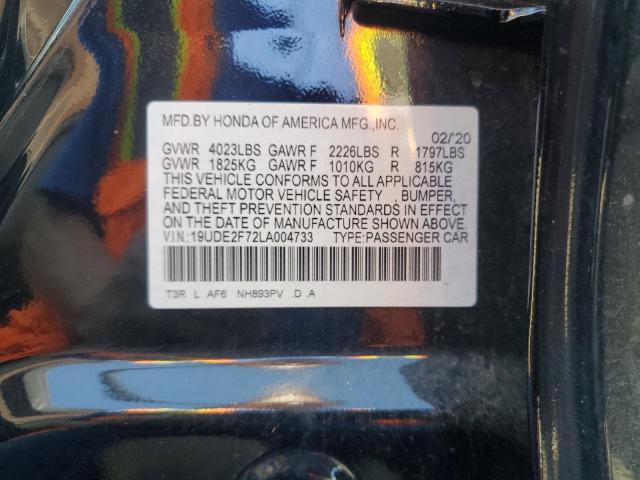 MFD.BY HONDA OF AMERICA MFG.,INC.
02/'20
GVWR 4023LBS GAWR F 2226LBS R 1797LBS
GVWR 1825KG GAWR F 1010KG R 815KG
THIS VEHICLE CONFORMS TO ALL APPLICABLE
FEDERAL MOTOR VEHICLE SAFETY , BUMPER,
AND THEFT PREVENTION STANDARDS IN EFFECT
ON THE DATE OF MANUFACTURE SHOWN ABOVE.
V.I.N.:19UDE2F72LA004733 TYPE:PASSENGER CAR
T3R L AF6 NH893PV .D A